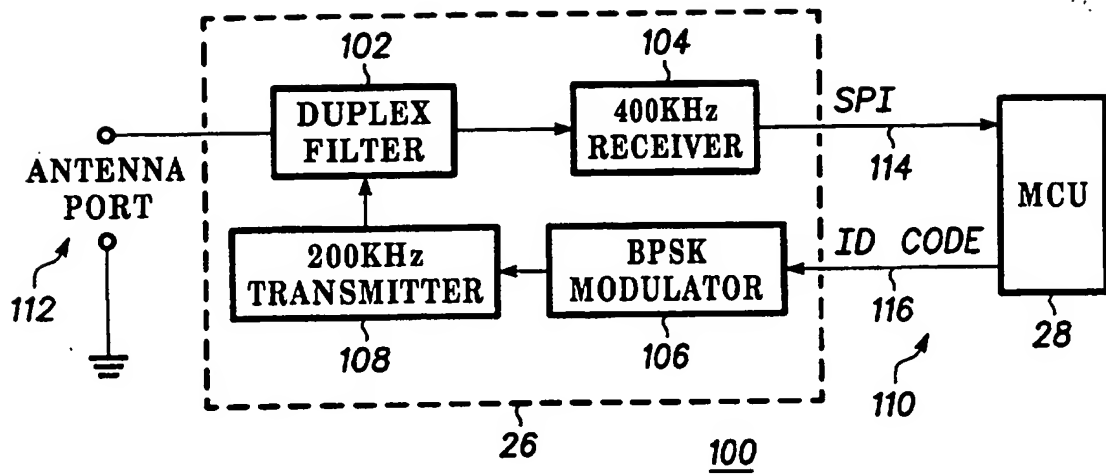 102
104
DUPLEX
FILTER
400KHz
RECEIVER
SPI
114
MCU
ANTENNA
PORT
112
200KHz
TRANSMITTER
BPSK
MODULATOR
ID CODE
116
108
106
110
28
26
100